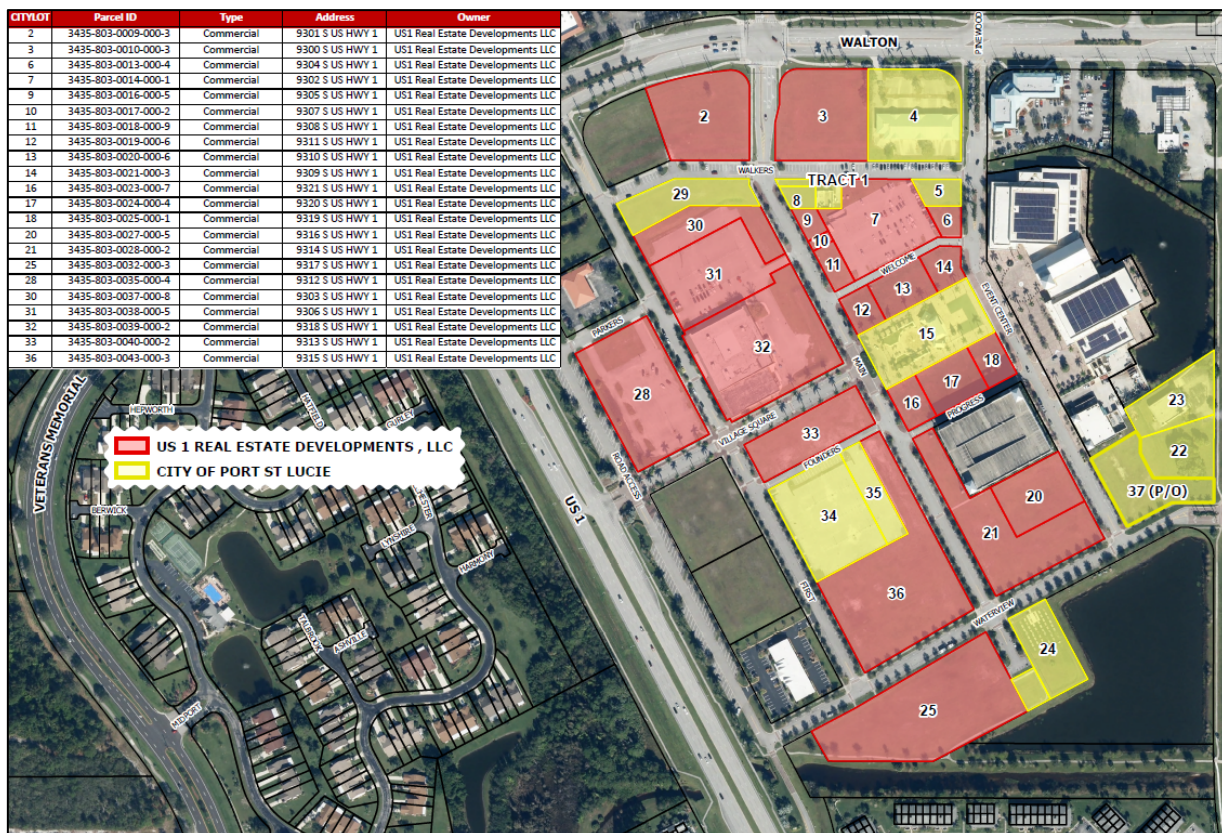 CITYLOT Parcel ID Type Address Owner
2 3435-803-0009-000-3 Commercial 9301 S US HWY 1 US1 Real Estate Developments LLC
3 3435-803-0010-000-3 Commercial 9300 S US HWY 1 US1 Real Estate Developments LLC
6 3435-803-0013-000-4 Commercial 9304 S US HWY 1 US1 Real Estate Developments LLC
7 3435-803-0014-000-1 Commercial 9302 S US HWY 1 US1 Real Estate Developments LLC
9 3435-803-0016-000-5 Commercial 9305 S US HWY 1 US1 Real Estate Developments LLC
10 3435-803-0017-000-2 Commercial 9307 S US HWY 1 US1 Real Estate Developments LLC
11 3435-803-0018-000-9 Commercial 9308 S US HWY 1 US1 Real Estate Developments LLC
12 3435-803-0019-000-6 Commercial 9311 S US HWY 1 US1 Real Estate Developments LLC
13 3435-803-0020-000-6 Commercial 9310 S US HWY 1 US1 Real Estate Developments LLC
14 3435-803-0021-000-3 Commercial 9309 S US HWY 1 US1 Real Estate Developments LLC
16 3435-803-0023-000-7 Commercial 9321 S US HWY 1 US1 Real Estate Developments LLC
17 3435-803-0024-000-4 Commercial 9320 S US HWY 1 US1 Real Estate Developments LLC
18 3435-803-0025-000-1 Commercial 9319 S US HWY 1 US1 Real Estate Developments LLC
20 3435-803-0027-000-5 Commercial 9316 S US HWY 1 US1 Real Estate Developments LLC
21 3435-803-0028-000-2 Commercial 9314 S US HWY 1 US1 Real Estate Developments LLC
25 3435-803-0032-000-3 Commercial 9317 S US HWY 1 US1 Real Estate Developments LLC
28 3435-803-0035-000-4 Commercial 9312 S US HWY 1 US1 Real Estate Developments LLC
30 3435-803-0037-000-8 Commercial 9303 S US HWY 1 US1 Real Estate Developments LLC
31 3435-803-0038-000-5 Commercial 9306 S US HWY 1 US1 Real Estate Developments LLC
32 3435-803-0039-000-2 Commercial 9318 S US HWY 1 US1 Real Estate Developments LLC
33 3435-803-0040-000-2 Commercial 9313 S US HWY 1 US1 Real Estate Developments LLC
36 3435-803-0043-000-3 Commercial 9315 S US HWY 1 US1 Real Estate Developments LLC
WALTON
PINEWOOD
2
3
4
WALKERS
TRACT 1
29
8
5
30
9
7
6
10
31
11
WELCOME
14
13
12
EVENT CENTER
PARKERS
15
32
MAIN
18
17
28
16
PROGRESS
23
VILLAGE SQUARE
33
22
FOUNDERS
ROAD ACCESS
35
37 (P/O)
20
34
21
US 1
FIRST
36
WATERVIEW
24
25
VETERANS MEMORIAL
HEPWORTH
GURLEY
US 1 REAL ESTATE DEVELOPMENTS , LLC
CITY OF PORT ST LUCIE
BERWICK
LYNSHIRE
HARMONY
TALBROOK
ASHVILLE
MIDPORT